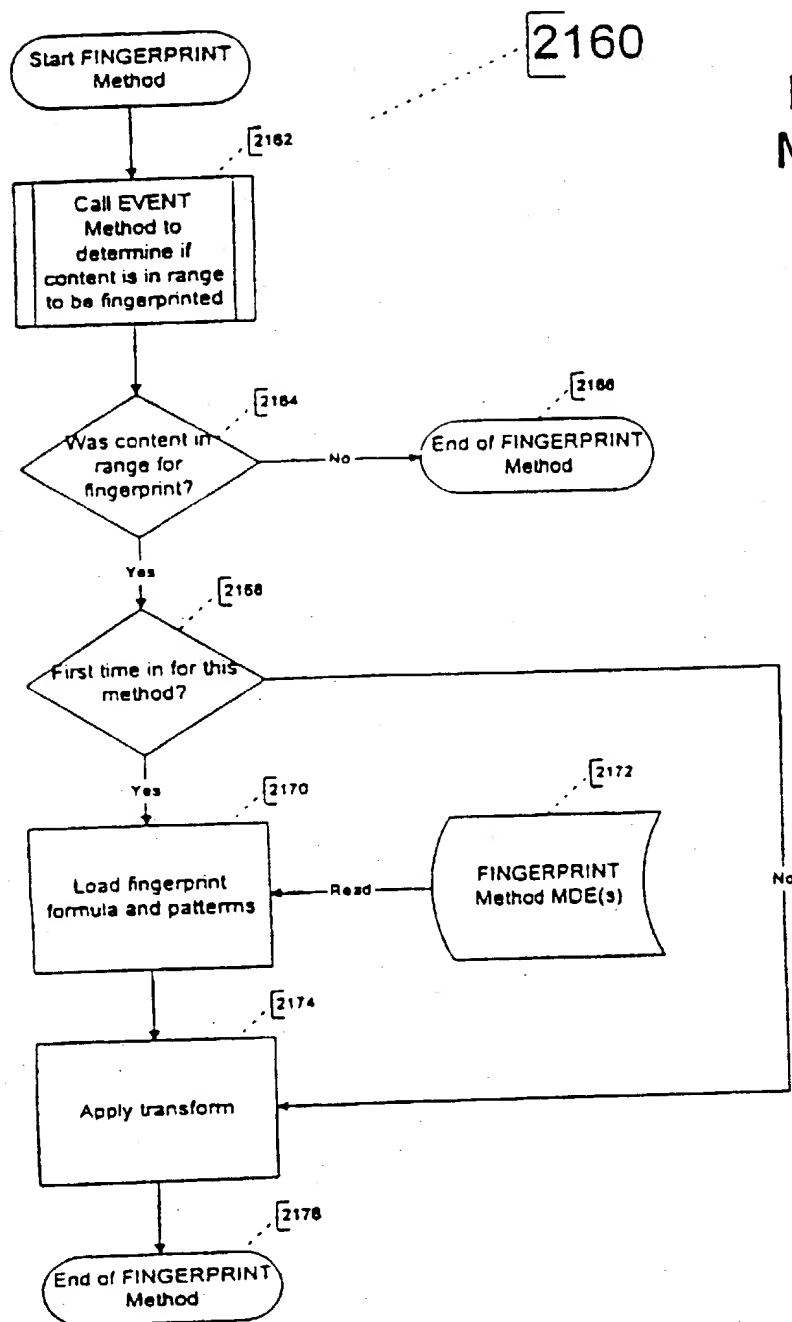 2160
Start FINGERPRINT
Method
2162
Call EVENT
Method to
determine if
content is in range
to be fingerprinted
2164
Was content in
range for
fingerprint?
No
2166
End of FINGERPRINT
Method
Yes
2168
First time in for this
method?
Yes
2170
Load fingerprint
formula and patterns
Read
2172
FINGERPRINT
Method MDE(s)
No
2174
Apply transform
2176
End of FINGERPRINT
Method